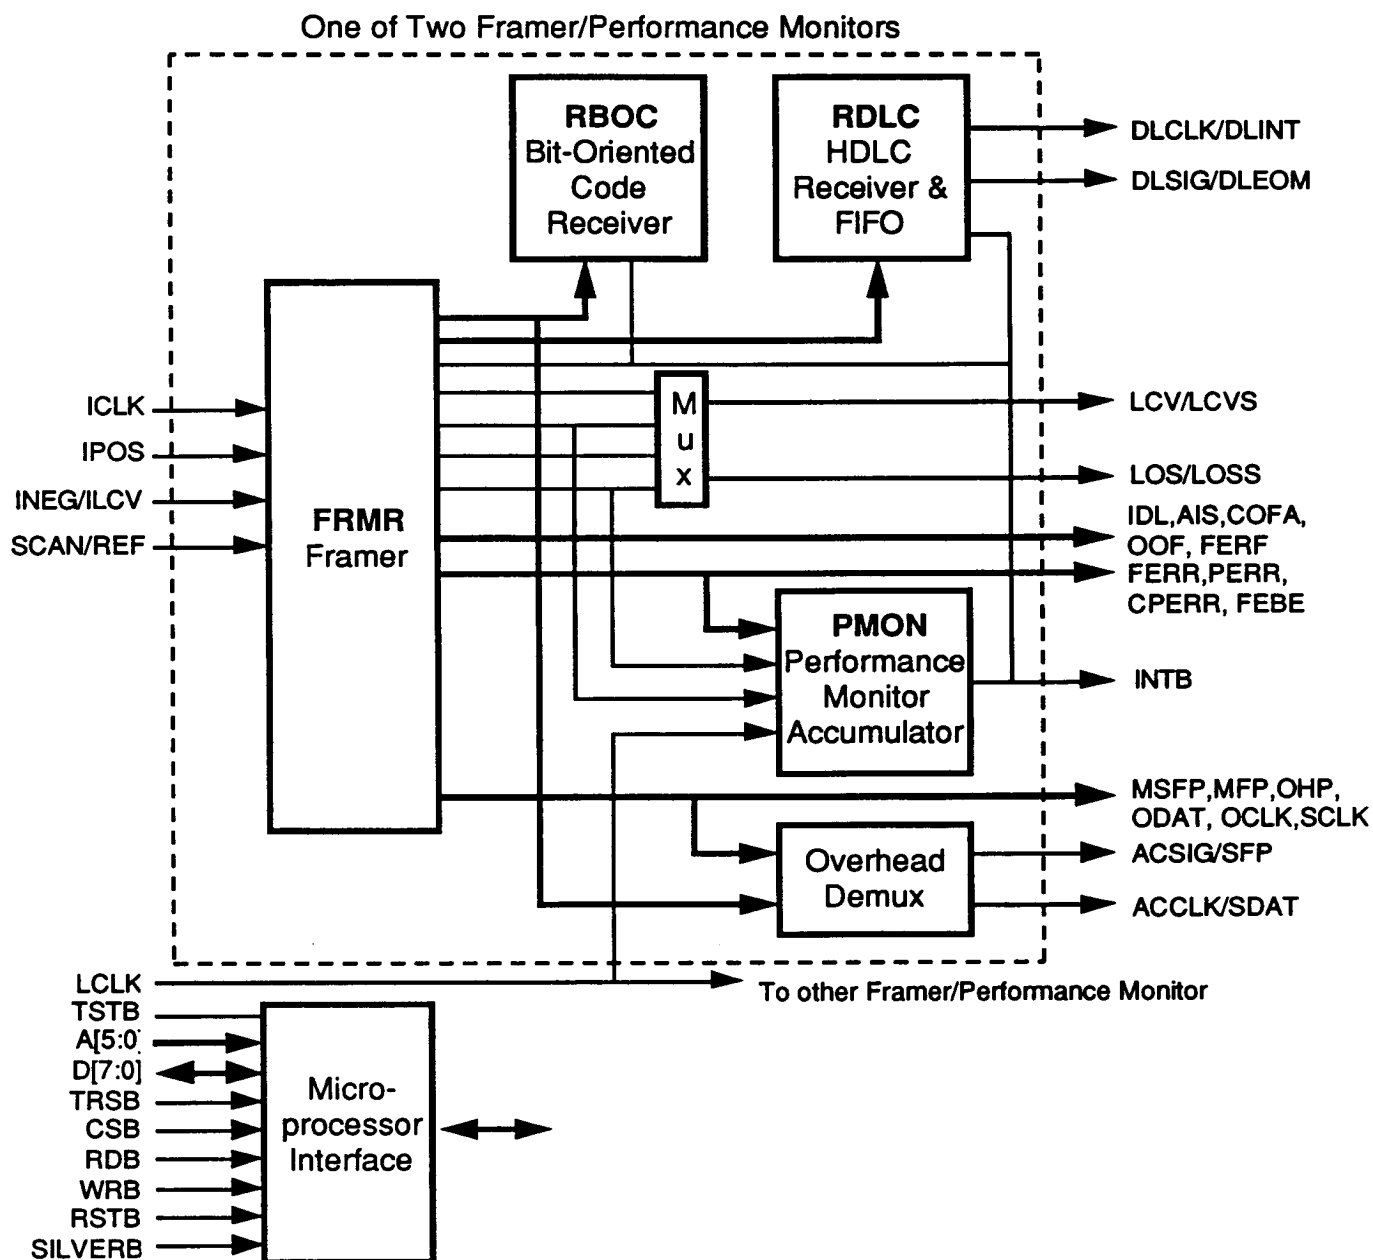 One of Two Framer/Performance Monitors
RBOC
Bit-Oriented
Code
Receiver
RDLC
HDLC
Receiver &
FIFO
DLCLK/DLINT
DLSIG/DLEOM
ICLK
IPOS
INEG/ILCV
SCAN/REF
FRMR
Framer
M
u
x
LCV/LCVS
LOS/LOSS
IDL,AIS,COFA,
OOF, FERF
FERR,PERR,
CPERR, FEBE
PMON
Performance
Monitor
Accumulator
INTB
MSFP,MFP,OHP,
ODAT, OCLK,SCLK
Overhead
Demux
ACSIG/SFP
ACCLK/SDAT
LCLK
To other Framer/Performance Monitor
TSTB
A[5:0]
D[7:0]
TRSB
CSB
RDB
WRB
RSTB
SILVERB
Micro-
processor
Interface